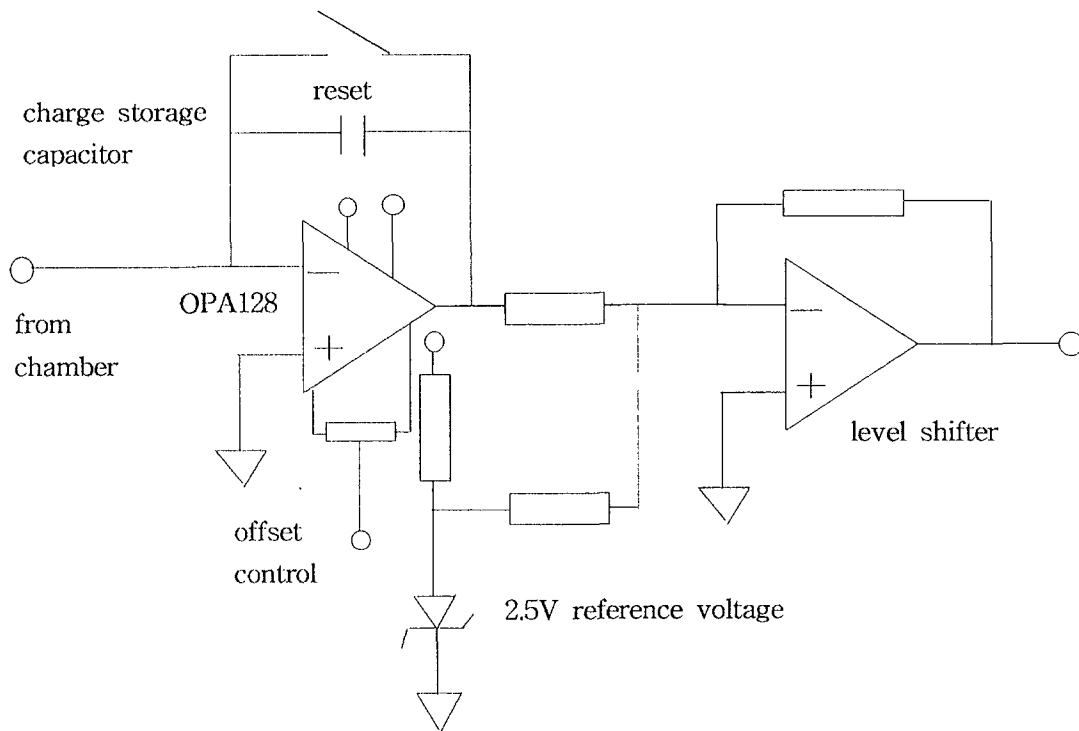 reset
charge storage
capacitor
OPA128
from
chamber
level shifter
offset
control
2.5V reference voltage